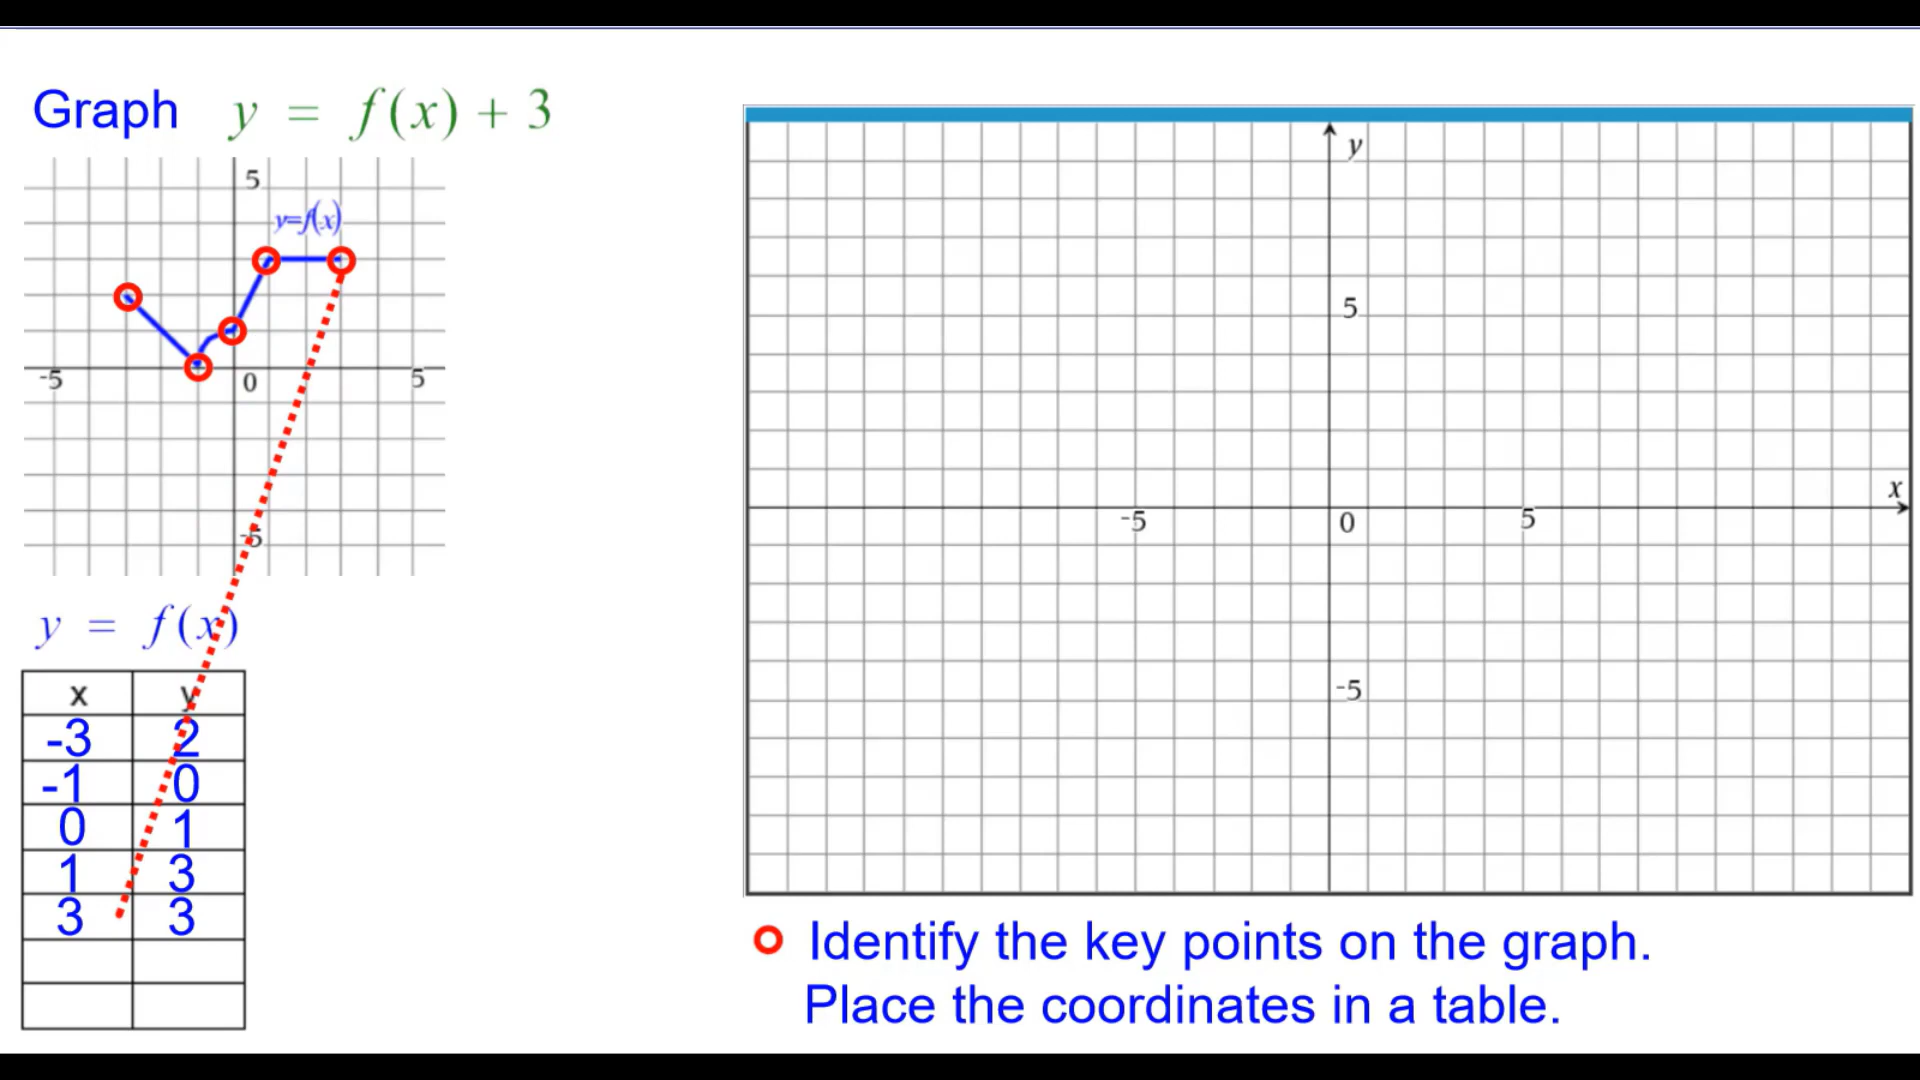 Graph y = f(x) + 3
5
y=f(x)
-5 0 5
-5
y = f(x)
x y
-3 2
-1 0
0 1
1 3
3 3
y
5
x
-5 0 5
-5
Identify the key points on the graph.
Place the coordinates in a table.